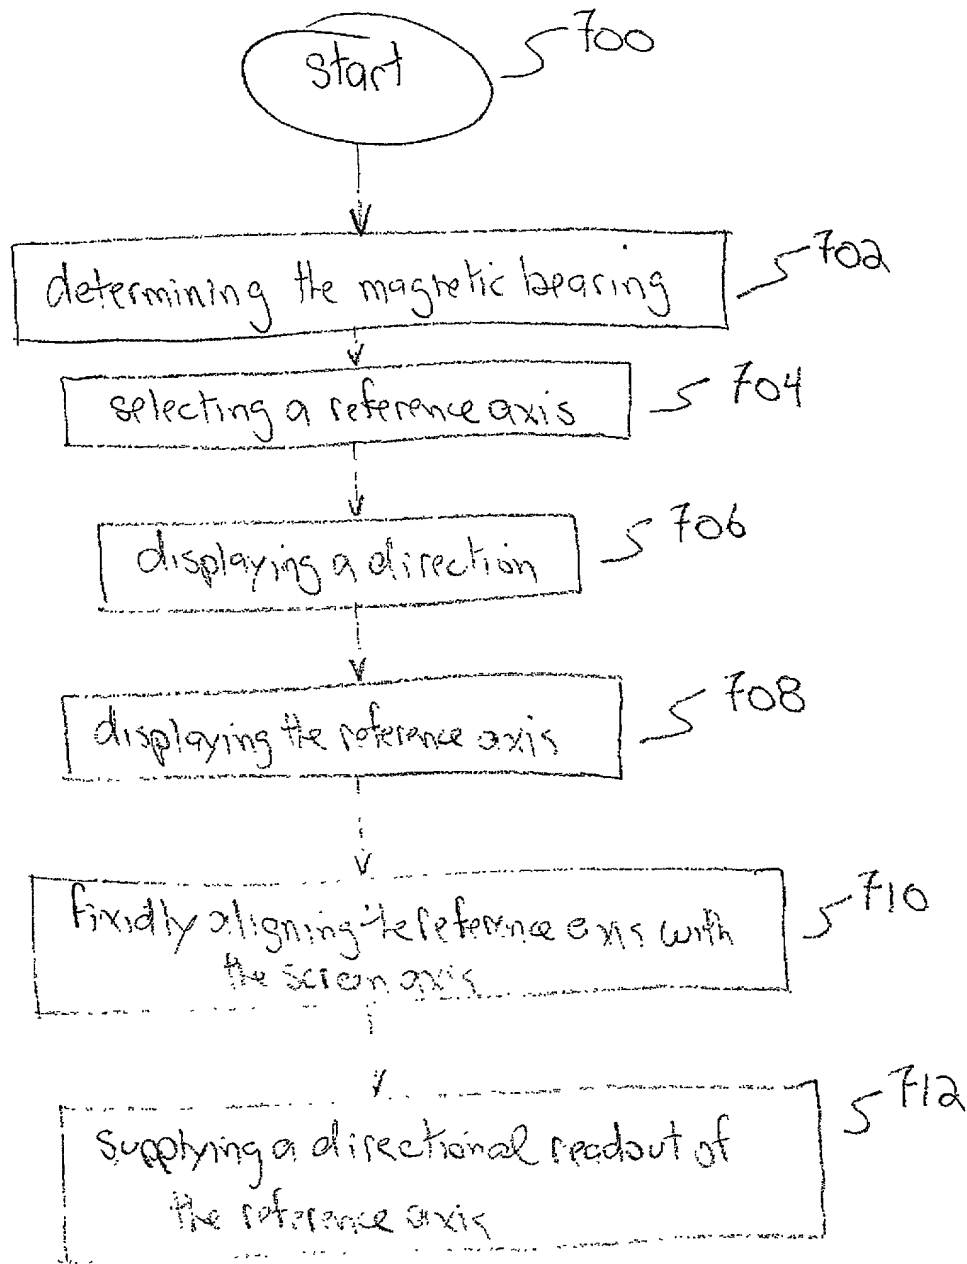 start
700
determining the magnetic bearing
702
selecting a reference axis
704
displaying a direction
706
displaying the reference axis
708
fixidly aligning the reference axis with
the screen axis
710
supplying a directional readout of
the reference axis
712